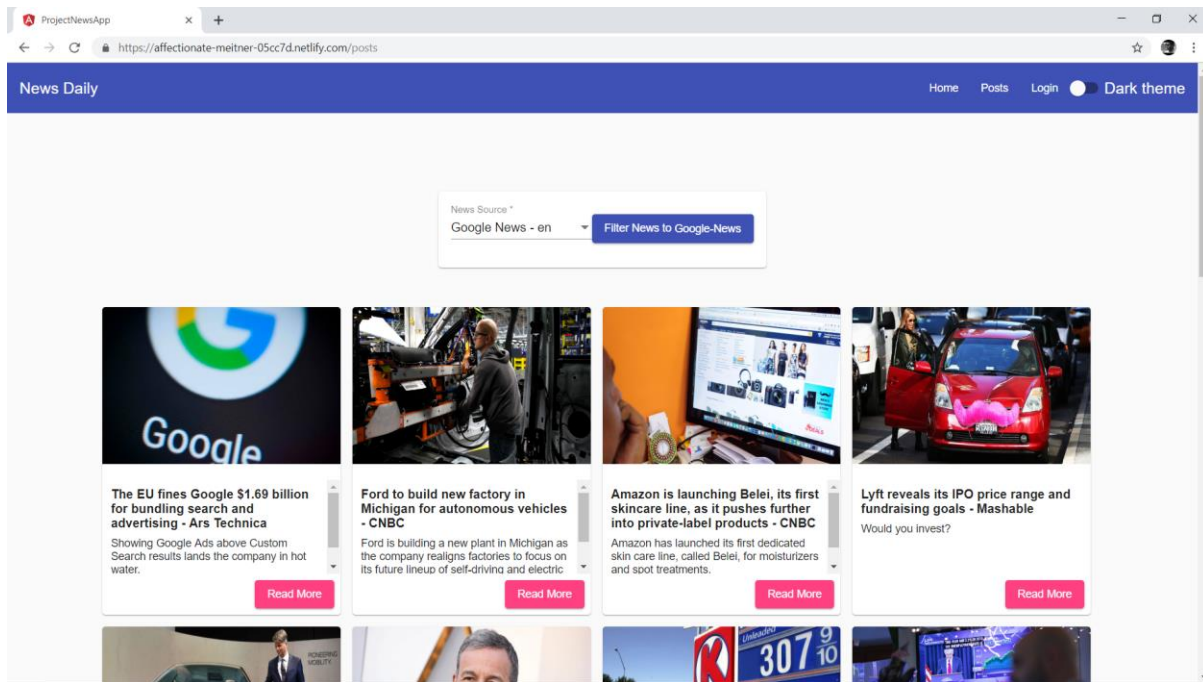 ProjectNewsApp
https://affectionate-meitner-05cc7d.netlify.com/posts
News Daily
Home Posts Login Dark theme
News Source *
Google News - en
Filter News to Google-News
Google
The EU fines Google $1.69 billion
for bundling search and
advertising - Ars Technica
Showing Google Ads above Custom
Search results lands the company in hot
water.
Read More
Ford to build new factory in
Michigan for autonomous vehicles
- CNBC
Ford is building a new plant in Michigan as
the company realigns factories to focus on
its future lineup of self-driving and electric
Read More
Amazon is launching Belei, its first
skincare line, as it pushes further
into private-label products - CNBC
Amazon has launched its first dedicated
skin care line, called Belei, for moisturizers
and spot treatments.
Read More
Lyft reveals its IPO price range and
fundraising goals - Mashable
Would you invest?
Read More
PIONEERING
MOBILITY.
Unleaded
K
307 9
10